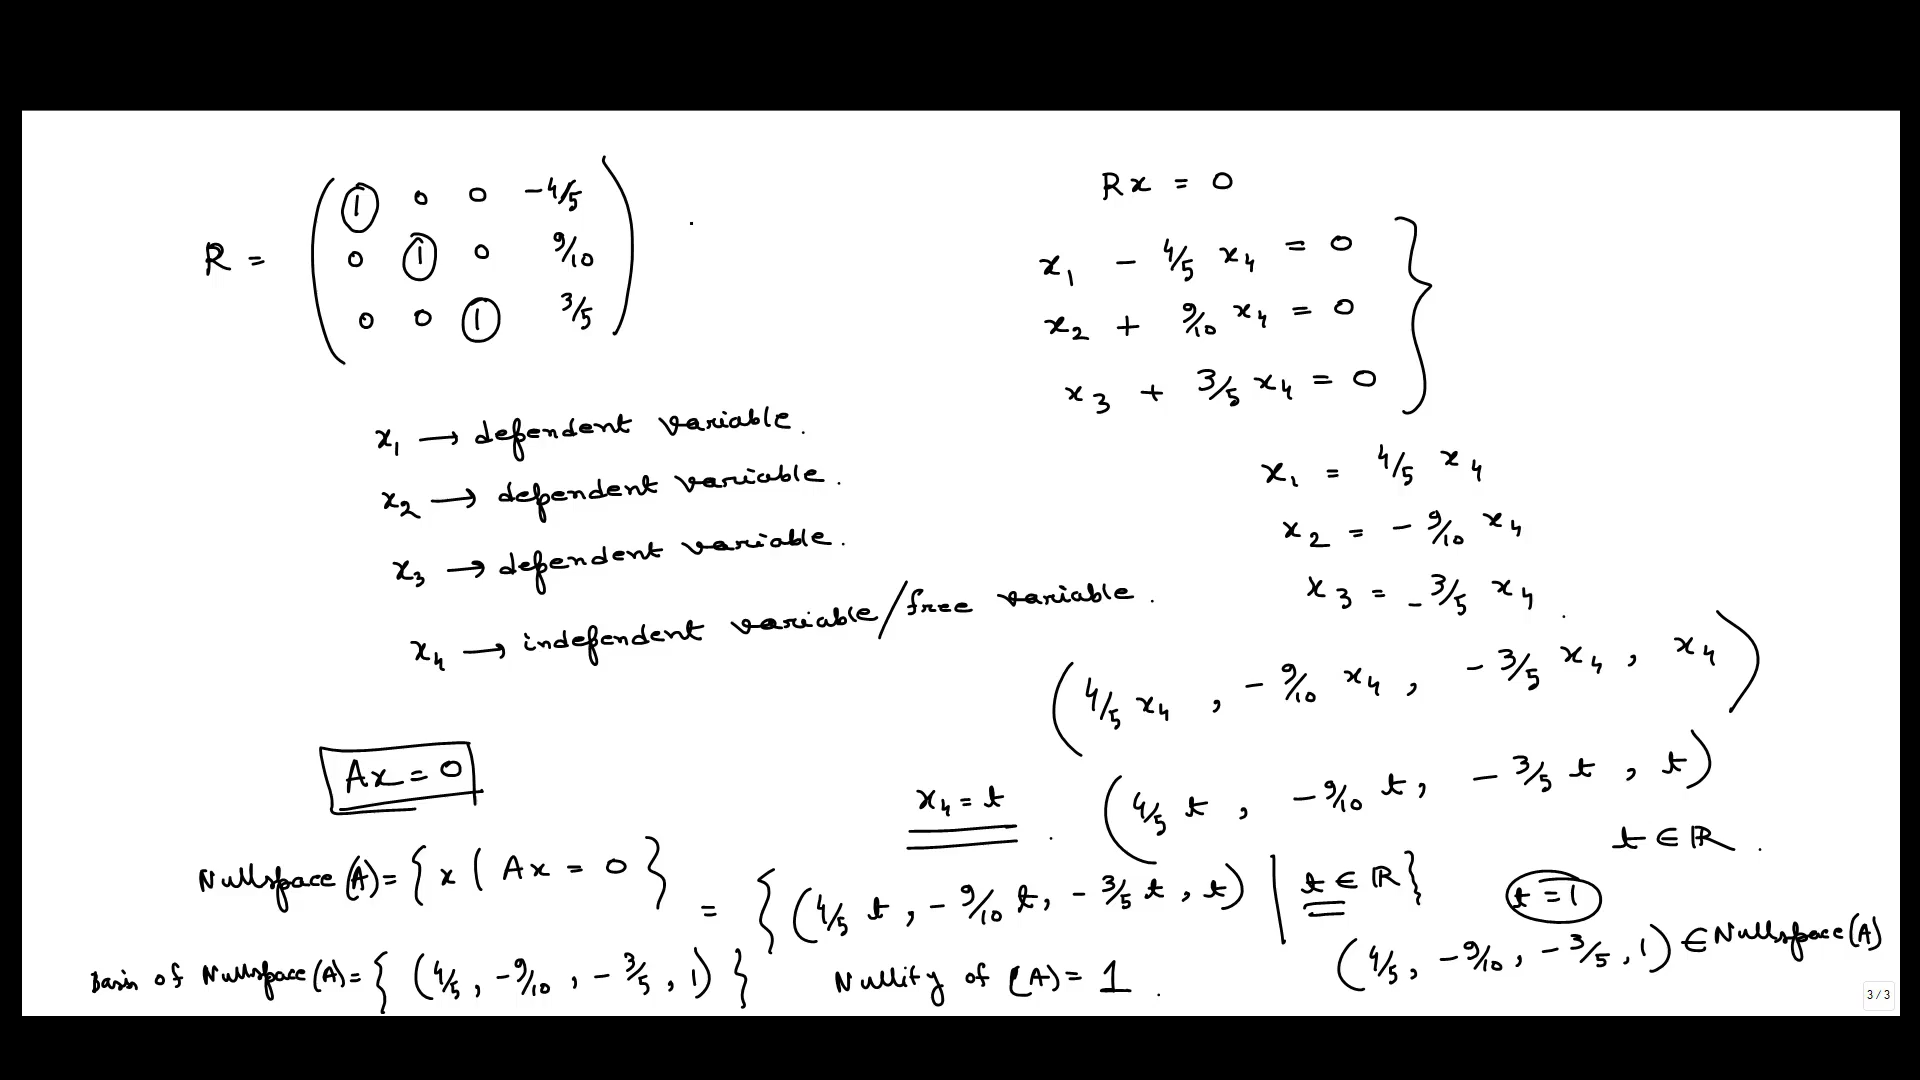 R = ( 1 0 0 -4/5
0 1 0 9/10
0 0 1 3/5 )
x1 → dependent variable.
x2 → dependent variable.
x3 → dependent variable.
x4 → independent variable/free variable.
Rx = 0
x1 - 4/5 x4 = 0
x2 + 9/10 x4 = 0
x3 + 3/5 x4 = 0 }
x1 = 4/5 x4
x2 = - 9/10 x4
x3 = - 3/5 x4.
(4/5 x4, - 9/10 x4, - 3/5 x4, x4)
Ax = 0
x4 = t. (4/5 t, - 9/10 t, - 3/5 t, t)
t ∈ ℝ.
Nullspace (A) = { x | Ax = 0 } = { (4/5 t, - 9/10 t, - 3/5 t, t) | t ∈ ℝ }
t = 1
(4/5, - 9/10, - 3/5, 1) ∈ Nullspace (A)
Basis of Nullspace (A) = { (4/5, - 9/10, - 3/5, 1) }
Nullity of (A) = 1.
3 / 3